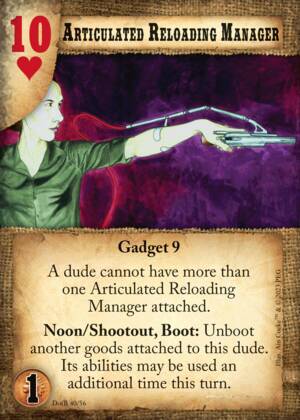 10
Articulated Reloading Manager
Gadget 9
A dude cannot have more than
one Articulated Reloading
Manager attached.
Noon/Shootout, Boot: Unboot
another goods attached to this dude.
Its abilities may be used an
additional time this turn.
1